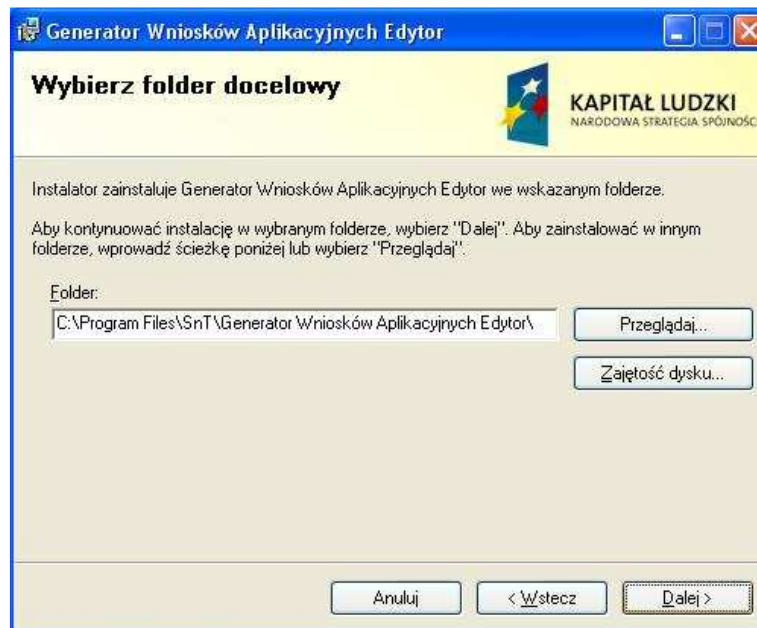 Generator Wniosków Aplikacyjnych Edytor
Wybierz folder docelowy
KAPITAŁ LUDZKI
NARODOWA STRATEGIA SPÓJNOŚC
Instalator zainstaluje Generator Wniosków Aplikacyjnych Edytor we wskazanym folderze.
Aby kontynuować instalację w wybranym folderze, wybierz "Dalej". Aby zainstalować w innym
folderze, wprowadź ścieżkę poniżej lub wybierz "Przeglądaj".
Folder:
C:\Program Files\SnT\Generator Wniosków Aplikacyjnych Edytor\
Przeglądaj...
Zajętość dysku...
Anuluj
< Wstecz
Dalej >